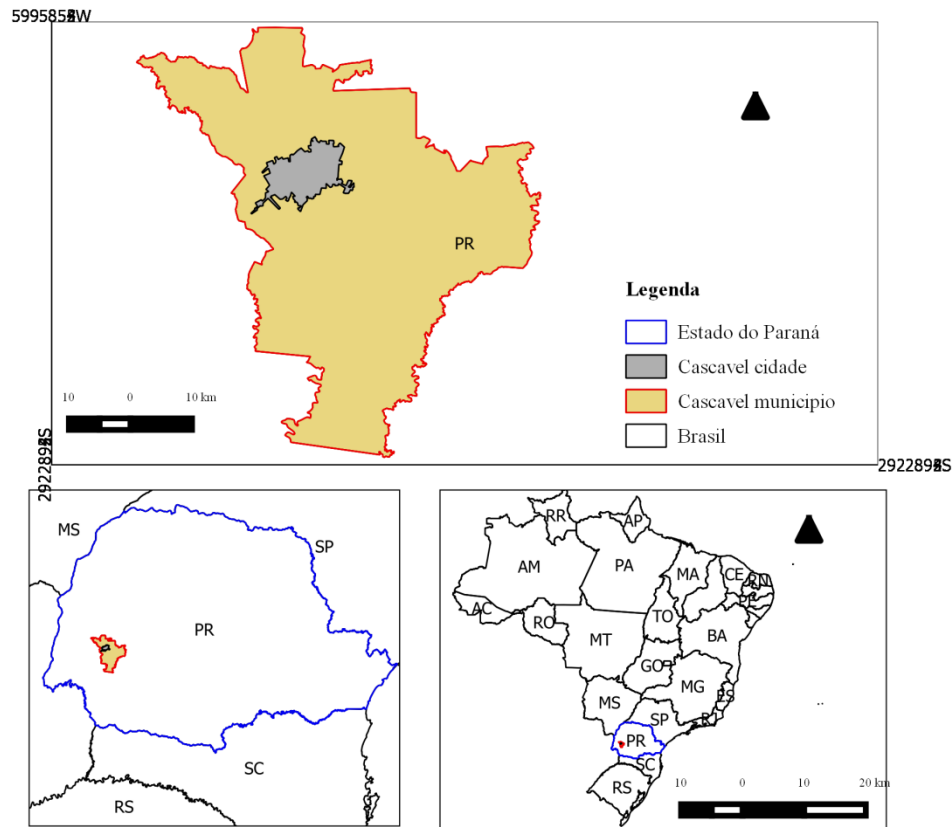 PR
Legenda
Estado do Paraná
Cascavel cidade
Cascavel municipio
Brasil
10 0 10 km
MS
SP
PR
SC
RS
RR
AP
AM
PA
MA
CE
RN
AC
RO
TO
PE
MT
BA
GO
MG
ES
MS
SP
RJ
PR
SC
RS
10 0 10 20 km